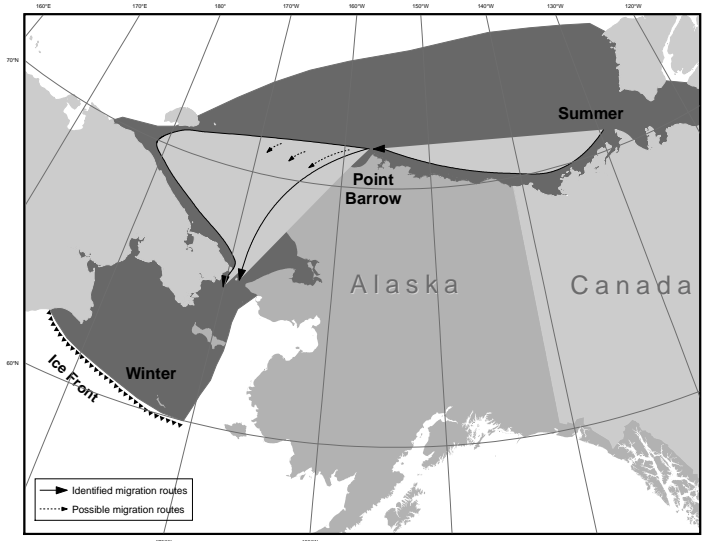 160°E 170°E 180° 170°W 160°W 150°W 140°W 130°W 120°W
70°N
Summer
Point
Barrow
Alaska
Canada
60°N
Ice Front
Winter
Identified migration routes
Possible migration routes